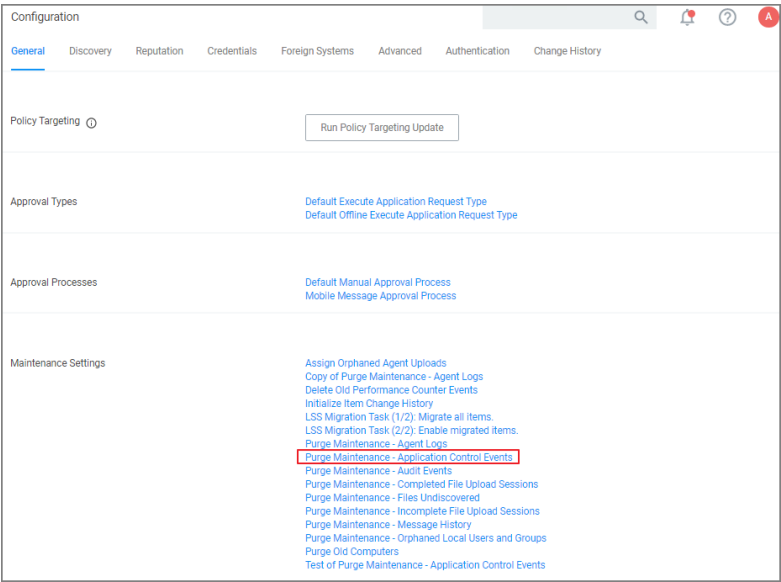 Configuration
A
General Discovery Reputation Credentials Foreign Systems Advanced Authentication Change History
Policy Targeting
Run Policy Targeting Update
Approval Types
Default Execute Application Request Type
Default Offline Execute Application Request Type
Approval Processes
Default Manual Approval Process
Mobile Message Approval Process
Maintenance Settings
Assign Orphaned Agent Uploads
Copy of Purge Maintenance - Agent Logs
Delete Old Performance Counter Events
Initialize Item Change History
LSS Migration Task (1/2): Migrate all items.
LSS Migration Task (2/2): Enable migrated items.
Purge Maintenance - Agent Logs
Purge Maintenance - Application Control Events
Purge Maintenance - Audit Events
Purge Maintenance - Completed File Upload Sessions
Purge Maintenance - Files Undiscovered
Purge Maintenance - Incomplete File Upload Sessions
Purge Maintenance - Message History
Purge Maintenance - Orphaned Local Users and Groups
Purge Old Computers
Test of Purge Maintenance - Application Control Events